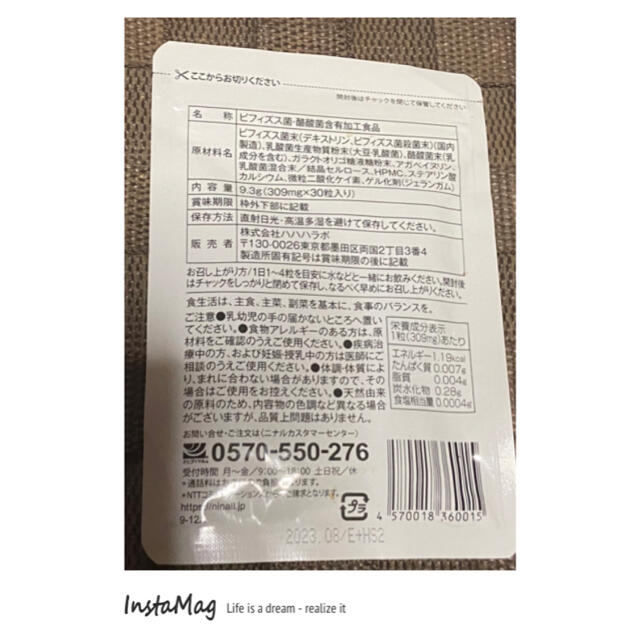 ここからお切りください
開封後はチャックを閉じて保管してください
名 称 ビフィズス菌・酪酸菌含有加工食品
原材料名 ビフィズス菌末(デキストリン、ビフィズス菌殺菌末)(国内
製造)、乳酸菌生産物質粉末(大豆・乳酸菌)、酪酸菌末(乳
成分を含む)、ガラクトオリゴ糖液糖粉末、アガベイヌリン、
乳酸菌混合末/結晶セルロース、HPMC、ステアリン酸
カルシウム、微粒二酸化ケイ素、ゲル化剤(ジェランガム)
内 容 量 9.3g(309mg×30粒入り)
賞味期限 枠外下部に記載
保存方法 直射日光・高温多湿を避けて保存してください。
販 売 者 株式会社ハハハラボ
〒130-0026東京都墨田区両国2丁目3番4
製造所固有記号は賞味期限の後に記載
お召し上がり方/1日1~4粒を目安に水などと一緒にお飲みください。開封後
はチャックをしっかりと閉めて保存し、なるべく早めにお召し上がりください。
食生活は、主食、主菜、副菜を基本に、食事のバランスを。
ご注意●乳幼児の手の届かないところへ置い
てください。●食物アレルギーのある方は、原
材料をご確認のうえご使用ください。●疾病治
療中の方、および妊娠・授乳中の方は医師にご
相談のうえご使用ください。●体調・体質によ
り、まれに合わない場合がありますので、その
場合はご使用をお控えください。●天然由来
の原料のため、内容物の色調など異なる場合
がございますが、品質上問題はありません。
栄養成分表示
1粒(309mg)あたり
エネルギー 1.19kcal
たんぱく質 0.007g
脂質 0.004g
炭水化物 0.28g
食塩相当量 0.0004g
お問い合せ・ご注文は(ニナルカスタマーセンター)
0570-550-276
受付時間 月~金/9:00~18:00 土日祝/休
*通話料は
https://ninall.jp
9-12
プラ
4 570018 360015
2023.08/E+HS2
InstaMag Life is a dream - realize it